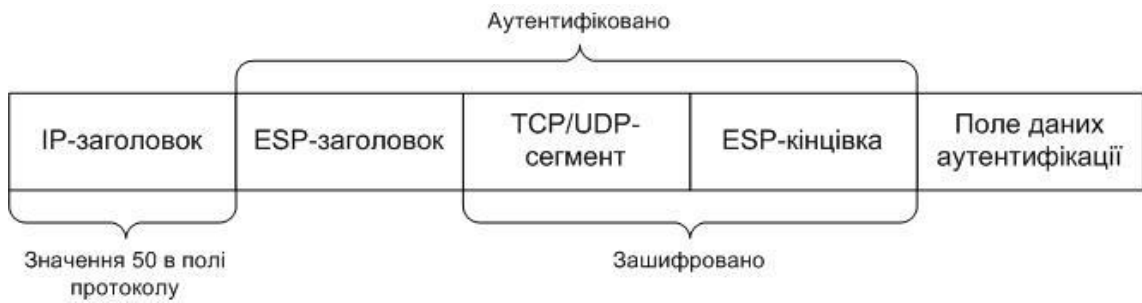 Аутентифіковано
IP-заголовок
ESP-заголовок
TCP/UDP-
сегмент
ESP-кінцівка
Поле даних
аутентифікації
Значення 50 в полі
протоколу
Зашифровано